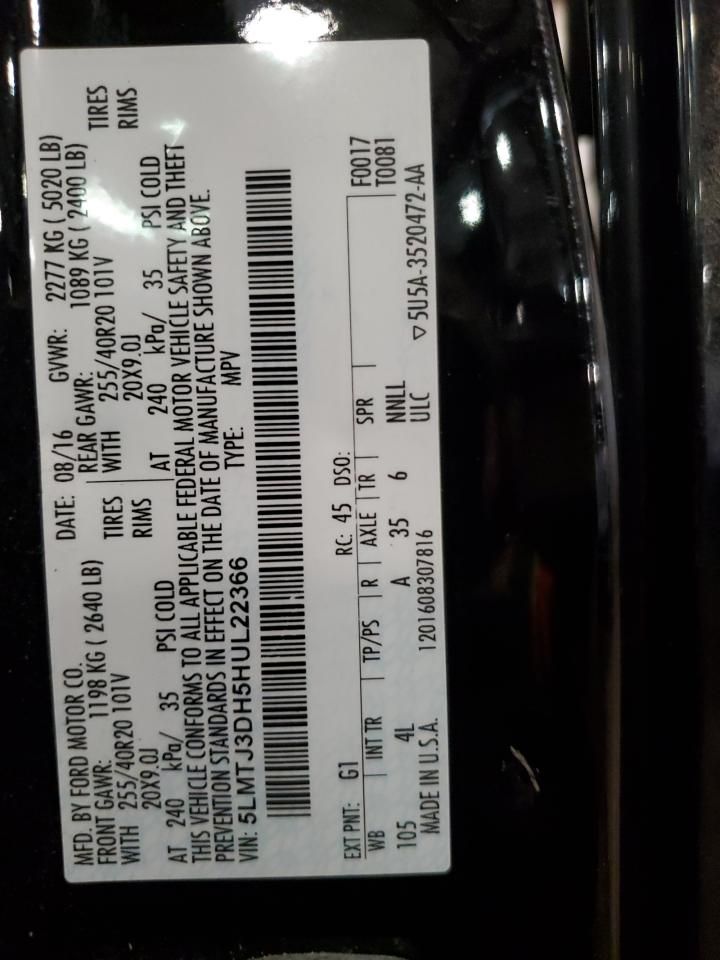 MFD. BY FORD MOTOR CO. DATE: 08/16 GVWR: 2277 KG ( 5020 LB)
FRONT GAWR: 1198 KG ( 2640 LB) REAR GAWR: 1089 KG ( 2400 LB)
WITH 255/40R20 101V TIRES WITH 255/40R20 101V TIRES
20X9.0J RIMS 20X9.0J RIMS
AT 240 kPa/ 35 PSI COLD AT 240 kPa/ 35 PSI COLD
THIS VEHICLE CONFORMS TO ALL APPLICABLE FEDERAL MOTOR VEHICLE SAFETY AND THEFT
PREVENTION STANDARDS IN EFFECT ON THE DATE OF MANUFACTURE SHOWN ABOVE.
VIN: 5LMTJ3DH5HUL22366 TYPE: MPV
EXT PNT: G1 RC: 45 DSO: F0017
WB INT TR TP/PS R AXLE TR SPR T0081
105 4L A 35 6 NNLL
MADE IN U.S.A. 1201608307816 ULC ▽5U5A-3520472-AA